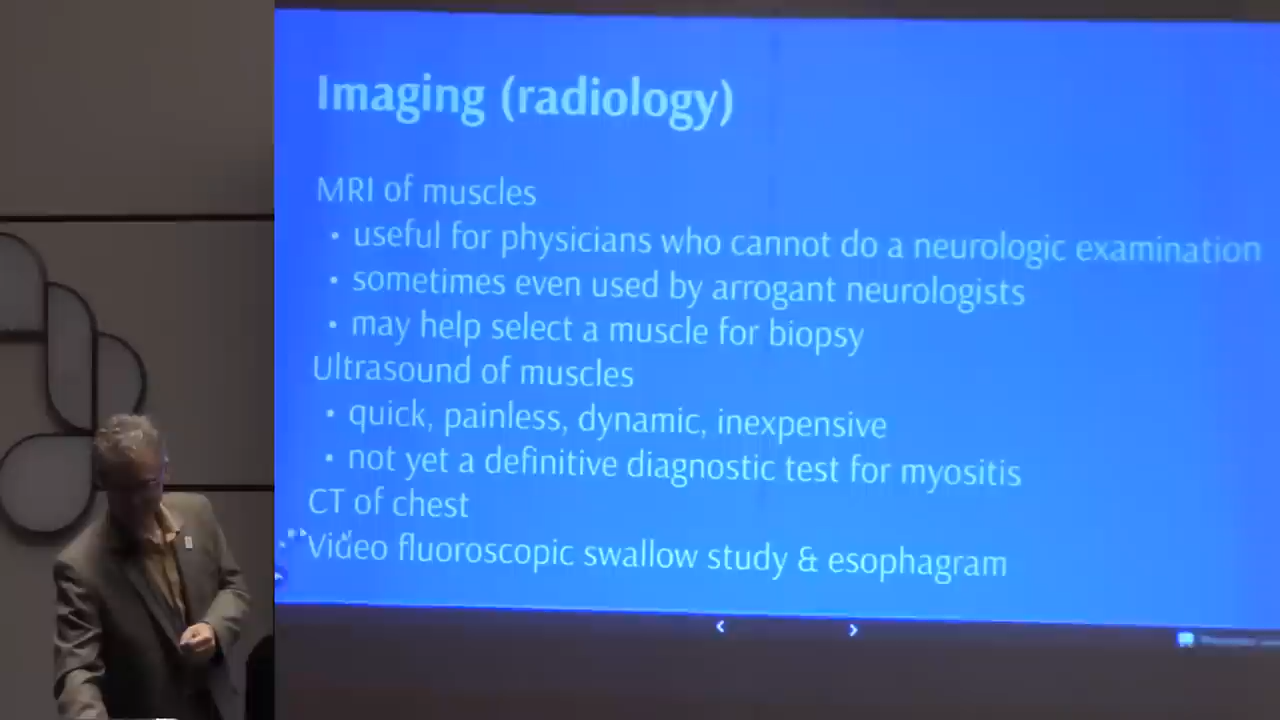 Imaging (radiology)
MRI of muscles
• useful for physicians who cannot do a neurologic examination
• sometimes even used by arrogant neurologists
• may help select a muscle for biopsy
Ultrasound of muscles
• quick, painless, dynamic, inexpensive
• not yet a definitive diagnostic test for myositis
CT of chest
Video fluoroscopic swallow study & esophagram